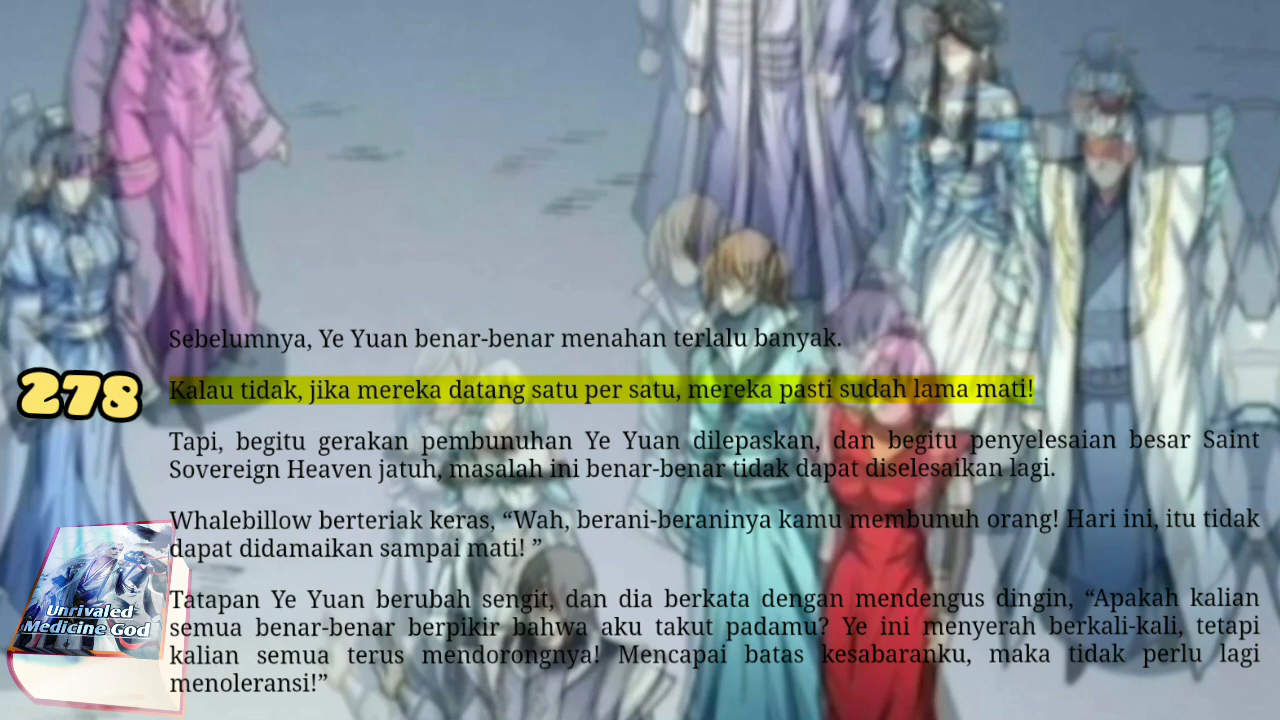 Sebelumnya, Ye Yuan benar-benar menahan terlalu banyak.
278
Kalau tidak, jika mereka datang satu per satu, mereka pasti sudah lama mati!
Tapi, begitu gerakan pembunuhan Ye Yuan dilepaskan, dan begitu penyelesaian besar Saint
Sovereign Heaven jatuh, masalah ini benar-benar tidak dapat diselesaikan lagi.
Whalebillow berteriak keras, “Wah, berani-beraninya kamu membunuh orang! Hari ini, itu tidak
dapat didamaikan sampai mati! ”
Tatapan Ye Yuan berubah sengit, dan dia berkata dengan mendengus dingin, “Apakah kalian
semua benar-benar berpikir bahwa aku takut padamu? Ye ini menyerah berkali-kali, tetapi
kalian semua terus mendorongnya! Mencapai batas kesabaranku, maka tidak perlu lagi
menoleransi!”
Unrivaled
Medicine God